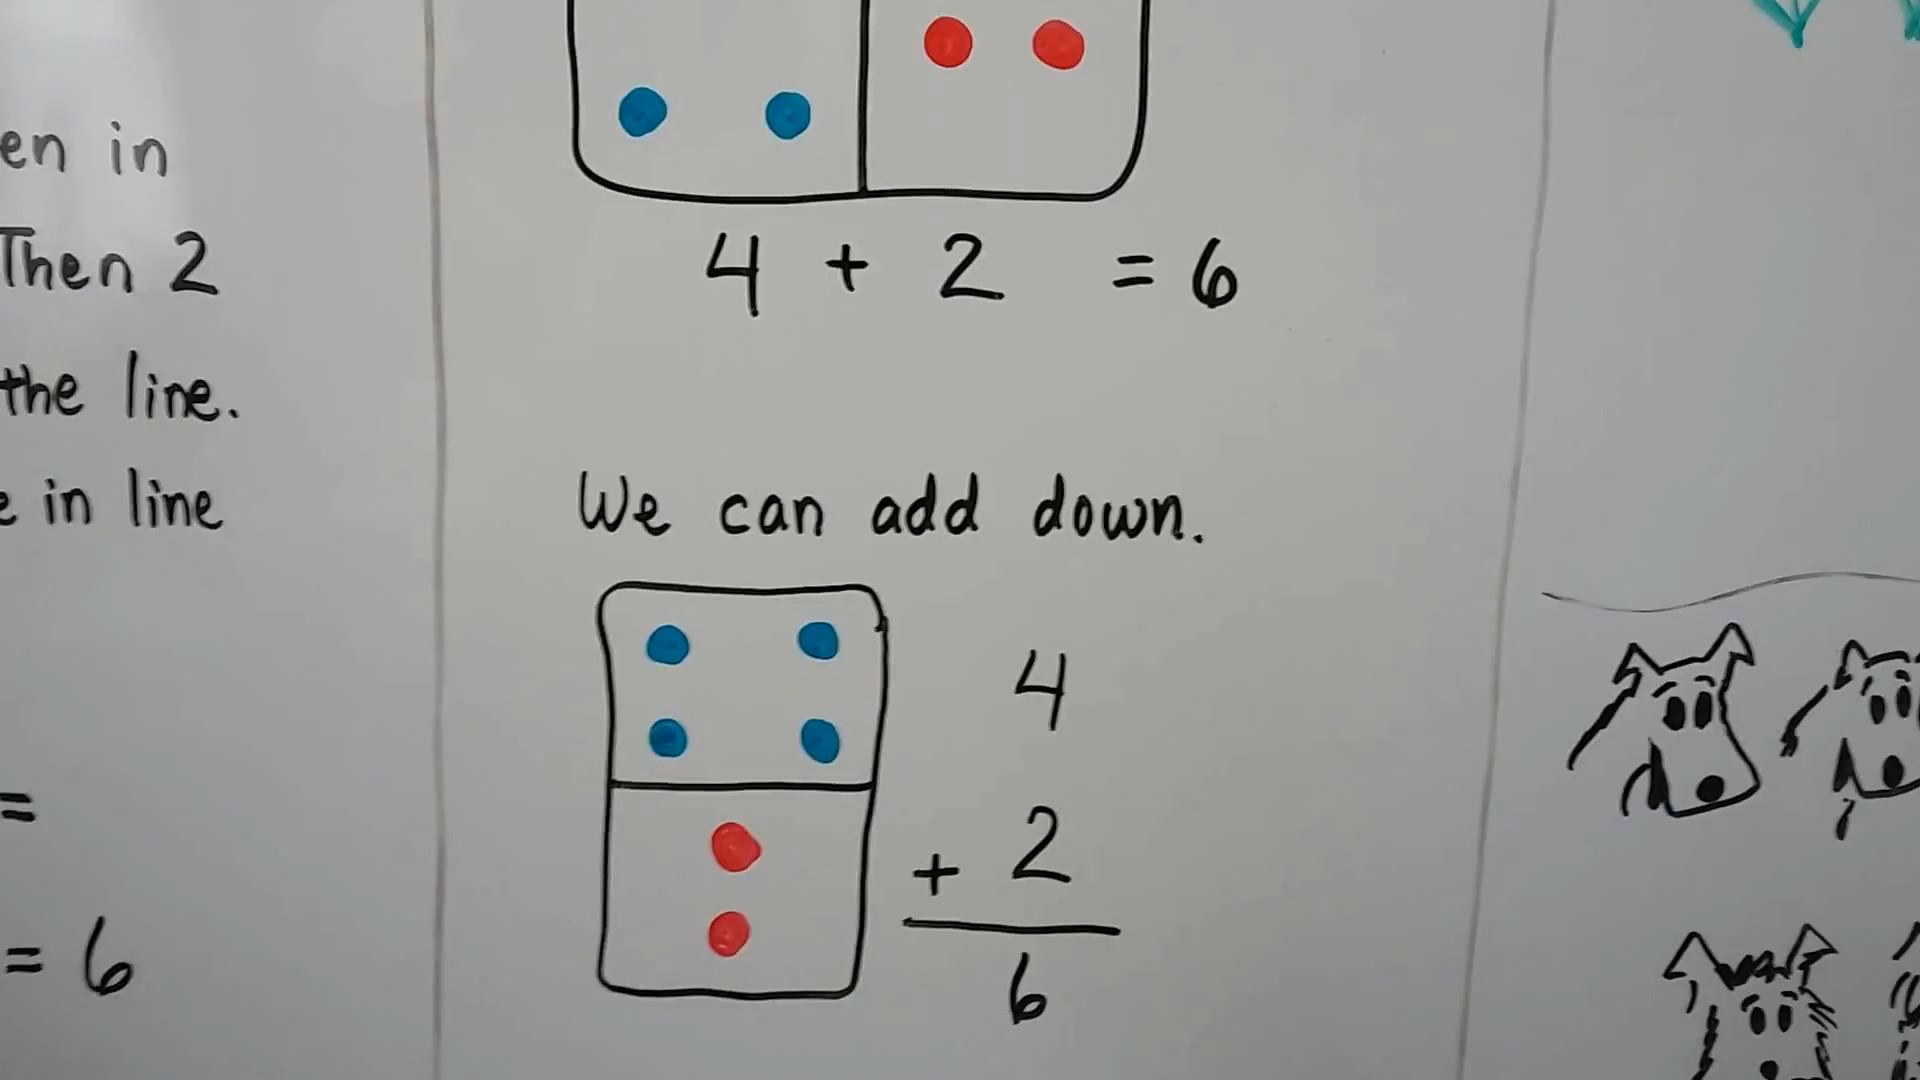 en in
Then 2
the line.
e in line
=
= 6
4 + 2 = 6
We can add down.
4
+ 2
6